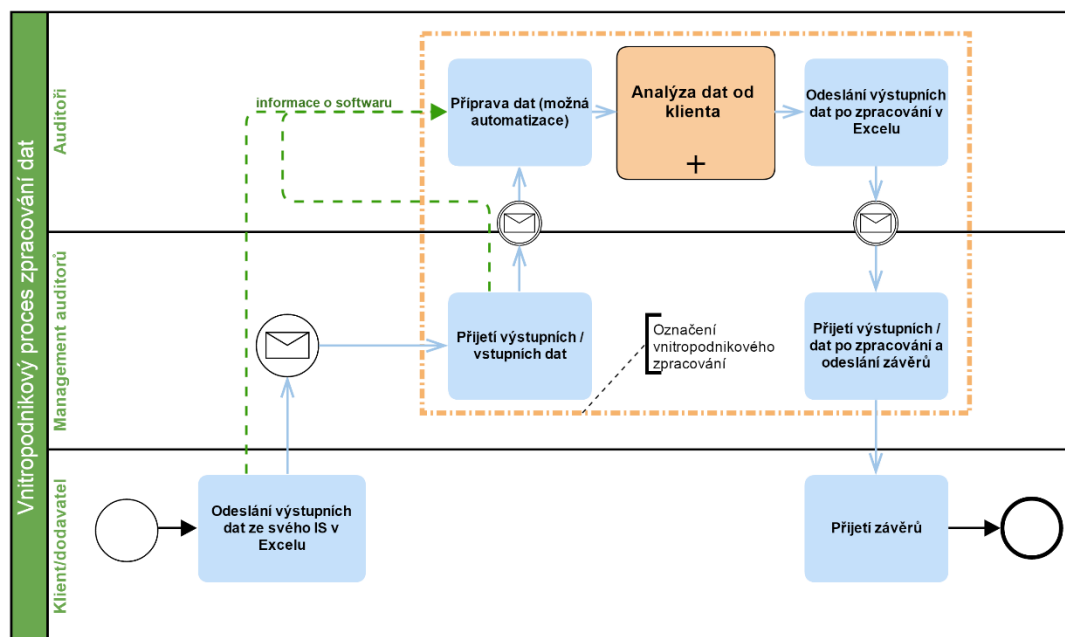 Vnitropodnikový proces zpracování dat
Auditoři
informace o softwaru
Příprava dat (možná
automatizace)
Analýza dat od
klienta
Odeslání výstupních
dat po zpracování v
Excelu
Management auditorů
Přijetí výstupních /
vstupních dat
Označení
vnitropodnikového
zpracování
Přijetí výstupních /
dat po zpracování a
odeslání závěrů
Klient/dodavatel
Odeslání výstupních
dat ze svého IS v
Excelu
Přijetí závěrů